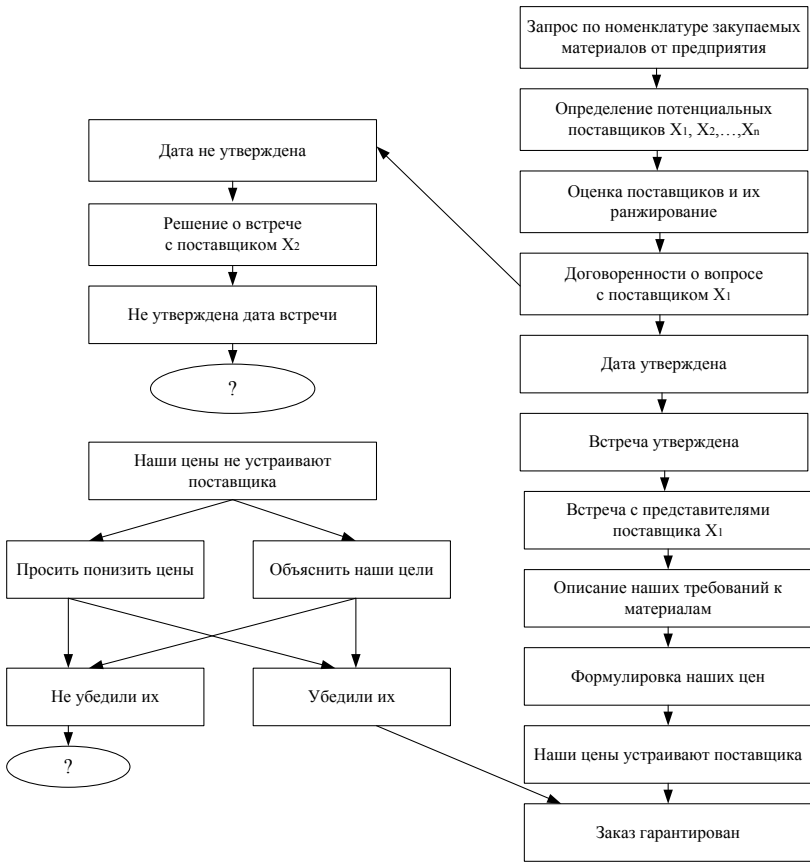 Запрос по номенклатуре закупаемых
материалов от предприятия
Определение потенциальных
поставщиков X1, X2,…,Xn
Оценка поставщиков и их
ранжирование
Договоренности о вопросе
с поставщиком X1
Дата утверждена
Встреча утверждена
Встреча с представителями
поставщика X1
Описание наших требований к
материалам
Формулировка наших цен
Наши цены устраивают поставщика
Заказ гарантирован
Дата не утверждена
Решение о встрече
с поставщиком X2
Не утверждена дата встречи
?
Наши цены не устраивают
поставщика
Просить понизить цены
Объяснить наши цели
Не убедили их
Убедили их
?